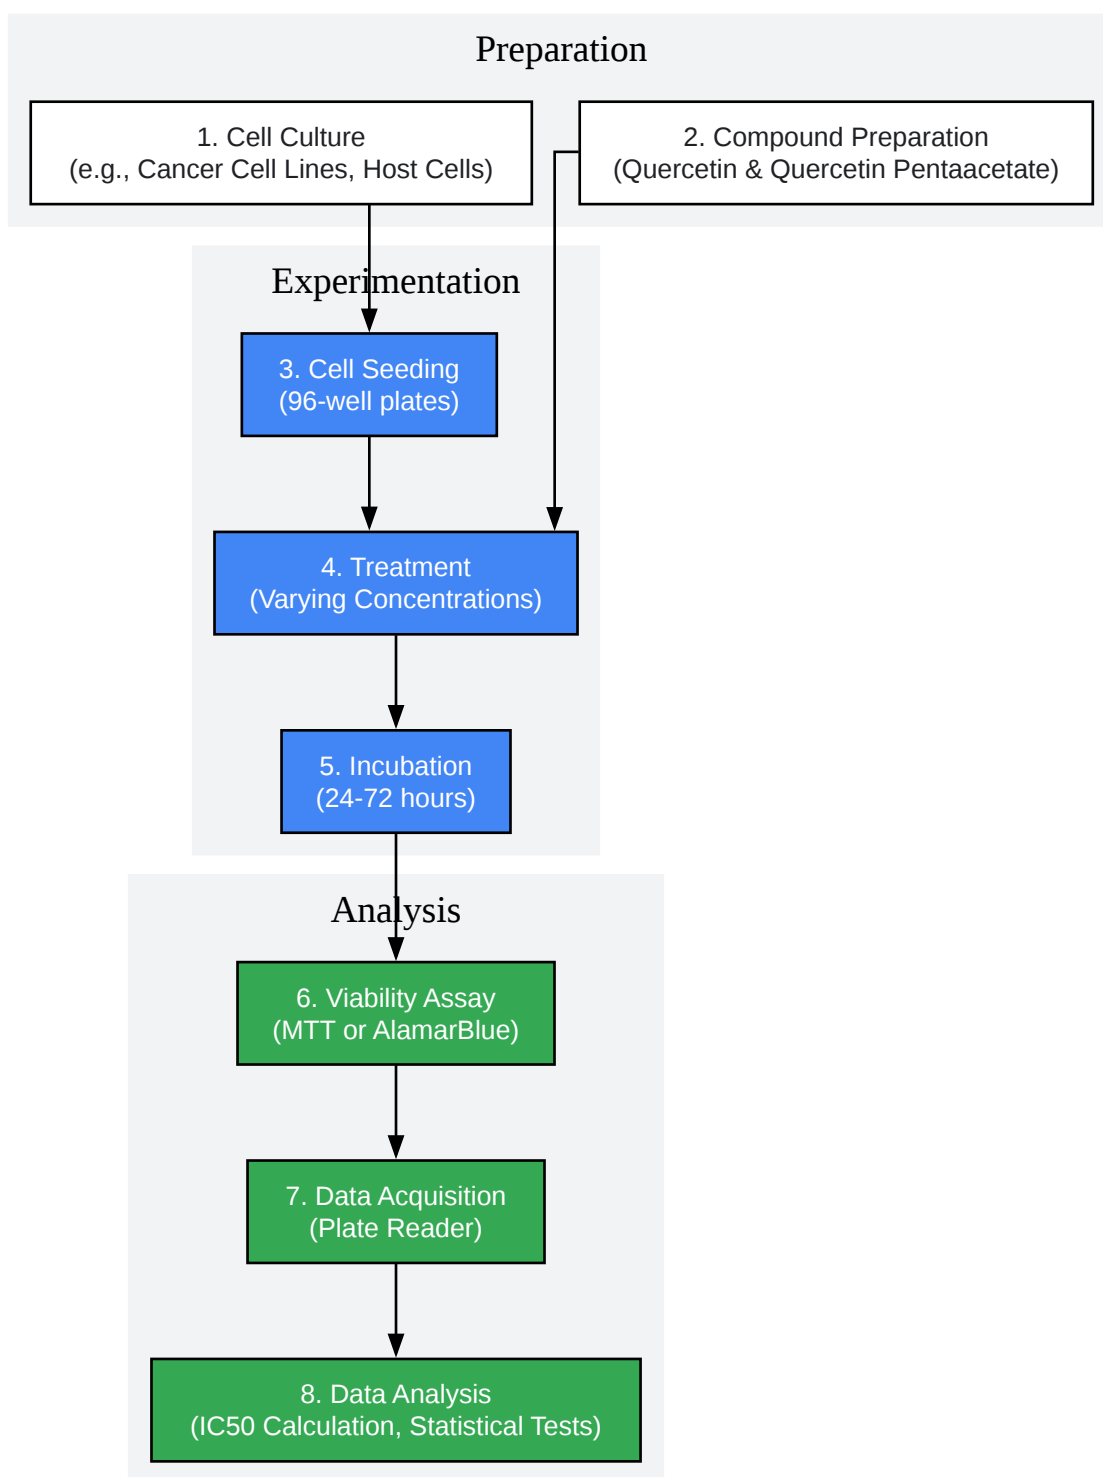 Preparation
1. Cell Culture
(e.g., Cancer Cell Lines, Host Cells)
2. Compound Preparation
(Quercetin & Quercetin Pentaacetate)
Experimentation
3. Cell Seeding
(96-well plates)
4. Treatment
(Varying Concentrations)
5. Incubation
(24-72 hours)
Analysis
6. Viability Assay
(MTT or AlamarBlue)
7. Data Acquisition
(Plate Reader)
8. Data Analysis
(IC50 Calculation, Statistical Tests)